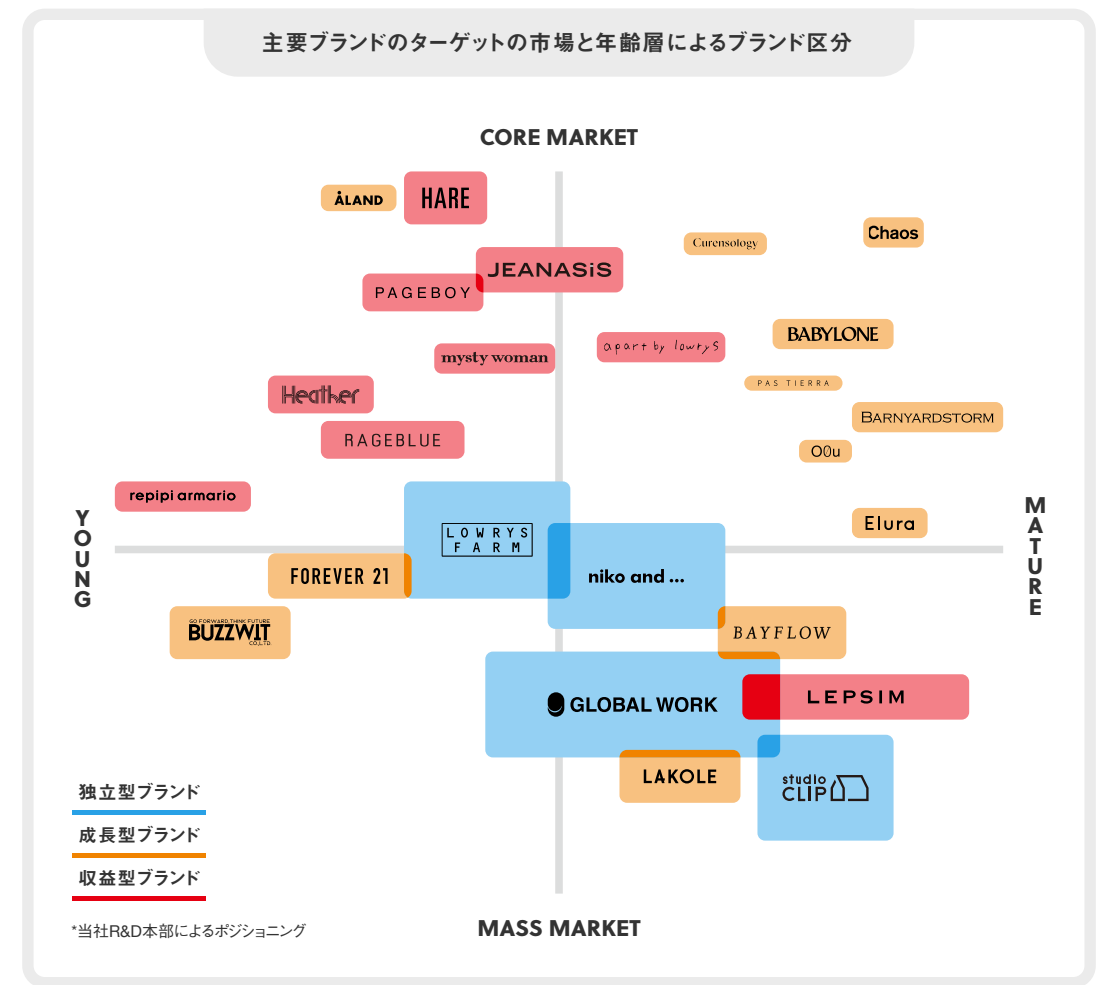 主要ブランドのターゲットの市場と年齢層によるブランド区分
CORE MARKET
ÅLAND
HARE
Curensology
Chaos
JEANASiS
PAGEBOY
BABYLONE
apart by lowrys
mysty woman
PAS TIERRA
Heather
BARNYARDSTORM
RAGEBLUE
O0u
repipi armario
YOUNG
MATURE
Elura
LOWRYS
FARM
FOREVER 21
niko and ...
GO FORWARD, THINK FUTURE
BUZZWIT
CO.,LTD.
BAYFLOW
GLOBAL WORK
LEPSIM
LAKOLE
studio
CLIP
独立型ブランド
成長型ブランド
収益型ブランド
*当社R&D本部によるポジショニング
MASS MARKET